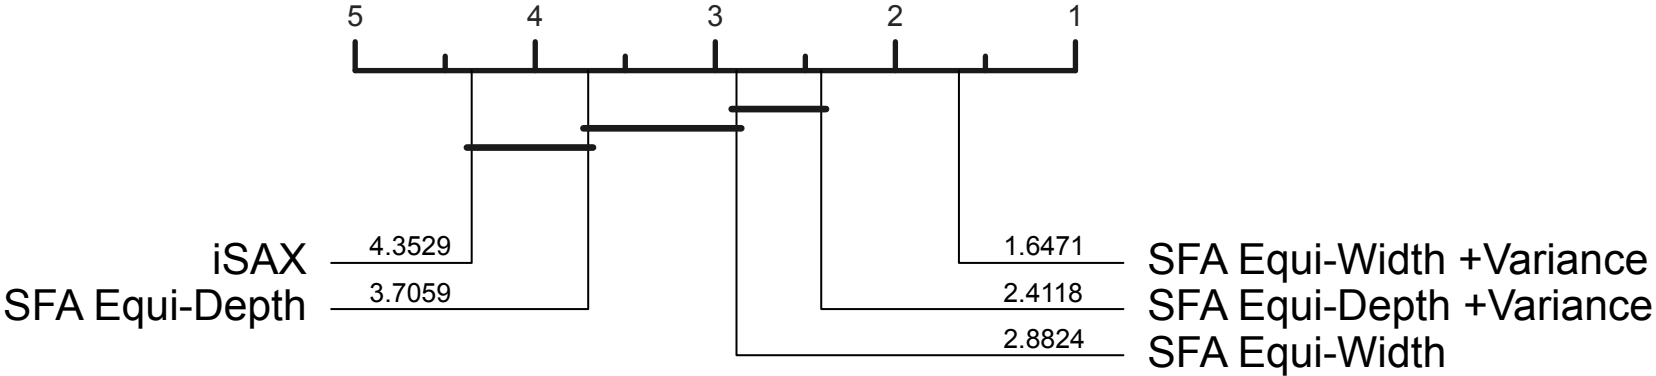 5 4 3 2 1
iSAX 4.3529 1.6471 SFA Equi-Width +Variance
SFA Equi-Depth 3.7059 2.4118 SFA Equi-Depth +Variance
2.8824 SFA Equi-Width